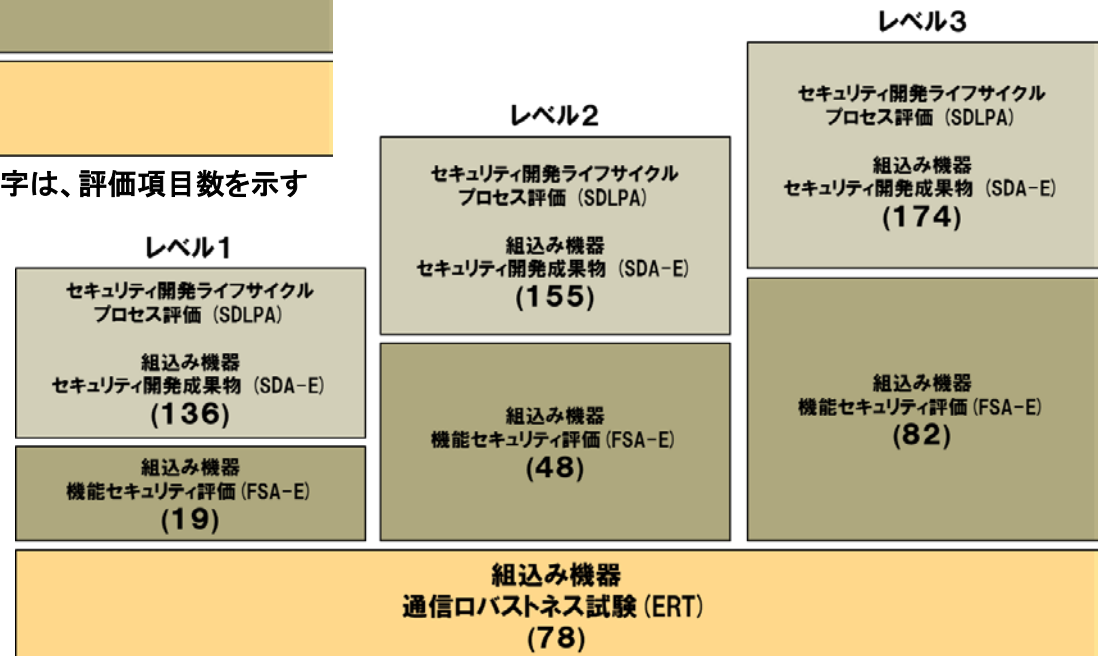 字は、評価項目数を示す
レベル1
セキュリティ開発ライフサイクル
プロセス評価（SDLPA）
組込み機器
セキュリティ開発成果物（SDA-E）
(136)
組込み機器
機能セキュリティ評価(FSA-E)
(19)
レベル2
セキュリティ開発ライフサイクル
プロセス評価（SDLPA）
組込み機器
セキュリティ開発成果物（SDA-E）
(155)
組込み機器
機能セキュリティ評価(FSA-E)
(48)
レベル3
セキュリティ開発ライフサイクル
プロセス評価（SDLPA）
組込み機器
セキュリティ開発成果物（SDA-E）
(174)
組込み機器
機能セキュリティ評価(FSA-E)
(82)
組込み機器
通信ロバストネス試験(ERT)
(78)